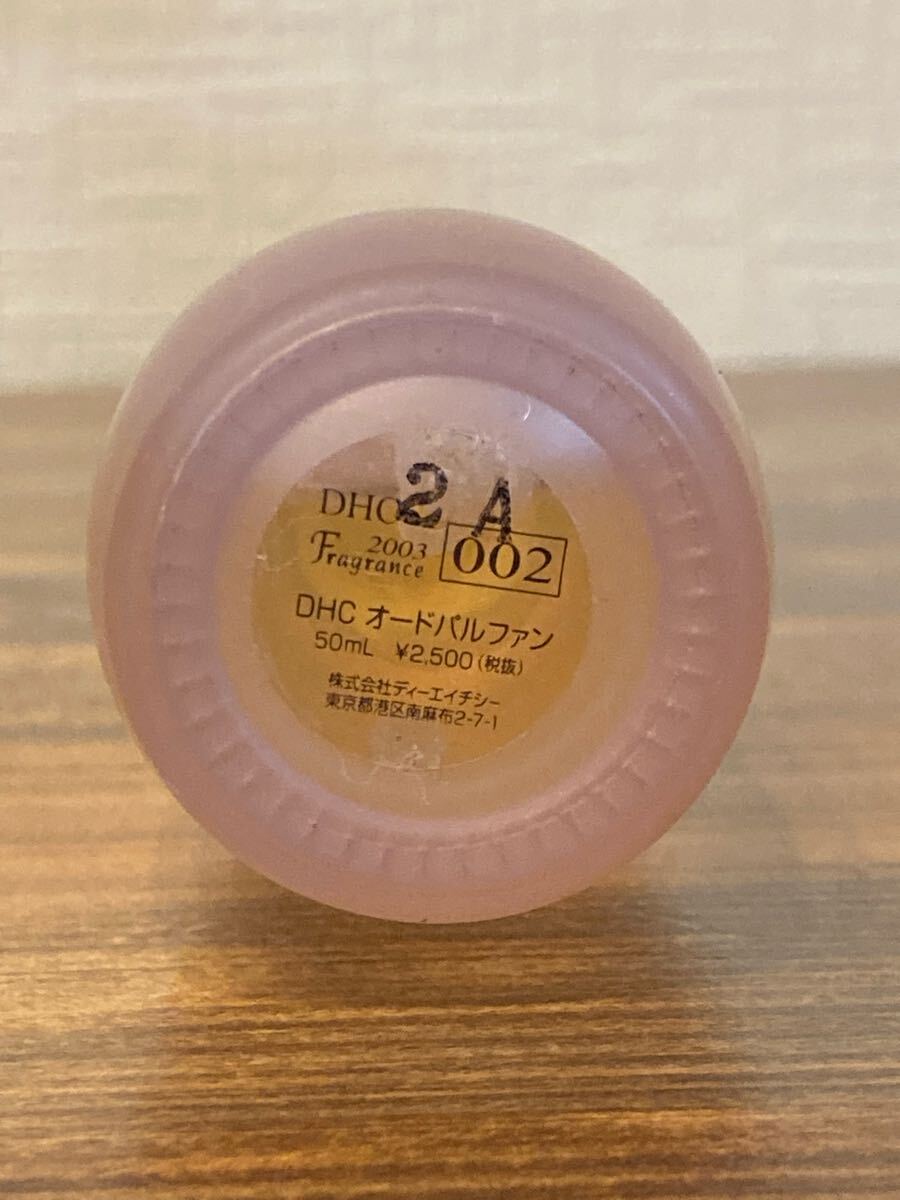 2 A
DHC
2003
Fragrance
002
DHC オードパルファン
50mL ¥2,500(税抜)
株式会社ディーエイチシー
東京都港区南麻布2-7-1